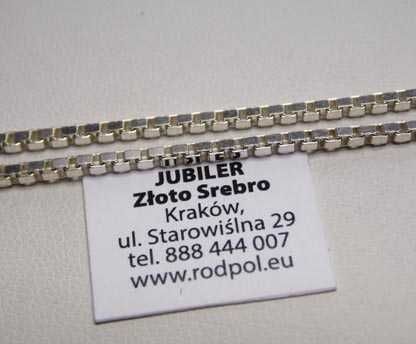 JUBILER
Złoto Srebro
Kraków,
ul. Starowiślna 29
tel. 888 444 007
www.rodpol.eu